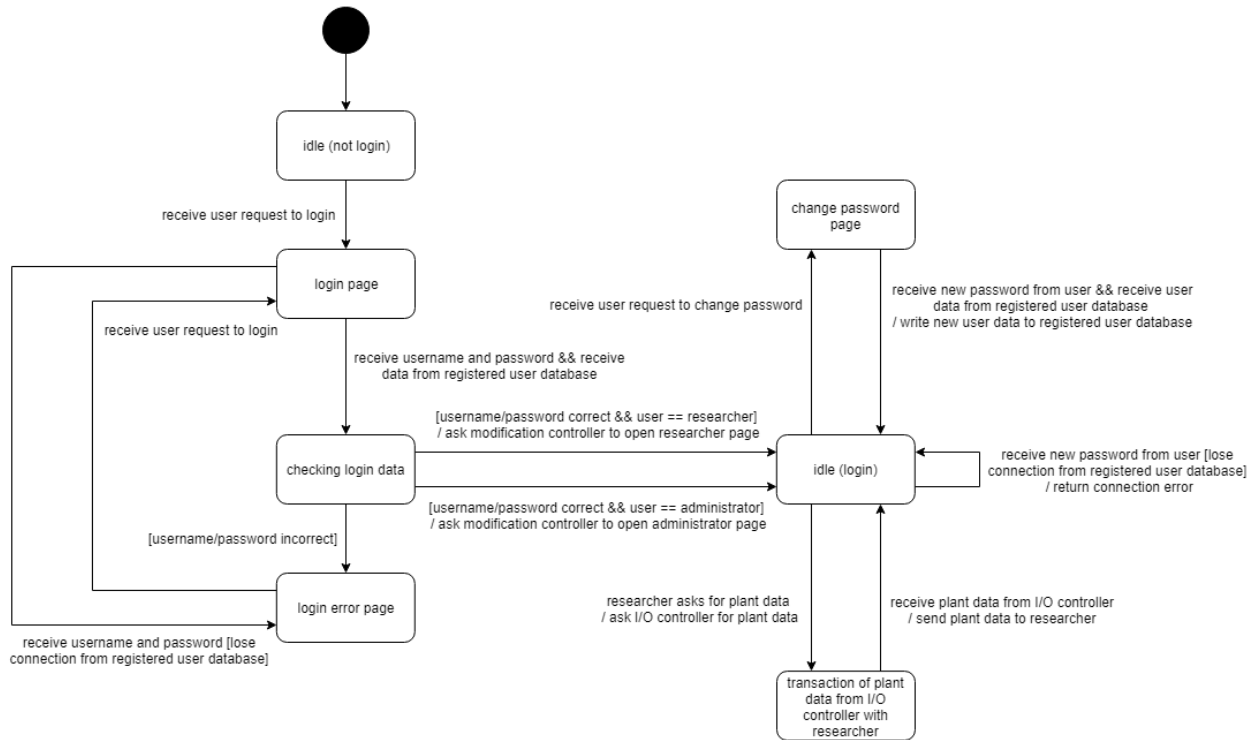 idle (not login)
receive user request to login
login page
receive user request to login
receive username and password && receive
data from registered user database
checking login data
[username/password correct && user == researcher]
/ ask modification controller to open researcher page
[username/password correct && user == administrator]
/ ask modification controller to open administrator page
[username/password incorrect]
login error page
receive username and password [lose
connection from registered user database]
change password
page
receive user request to change password
receive new password from user && receive user
data from registered user database
/ write new user data to registered user database
idle (login)
receive new password from user [lose
connection from registered user database]
/ return connection error
researcher asks for plant data
/ ask I/O controller for plant data
receive plant data from I/O controller
/ send plant data to researcher
transaction of plant
data from I/O
controller with
researcher